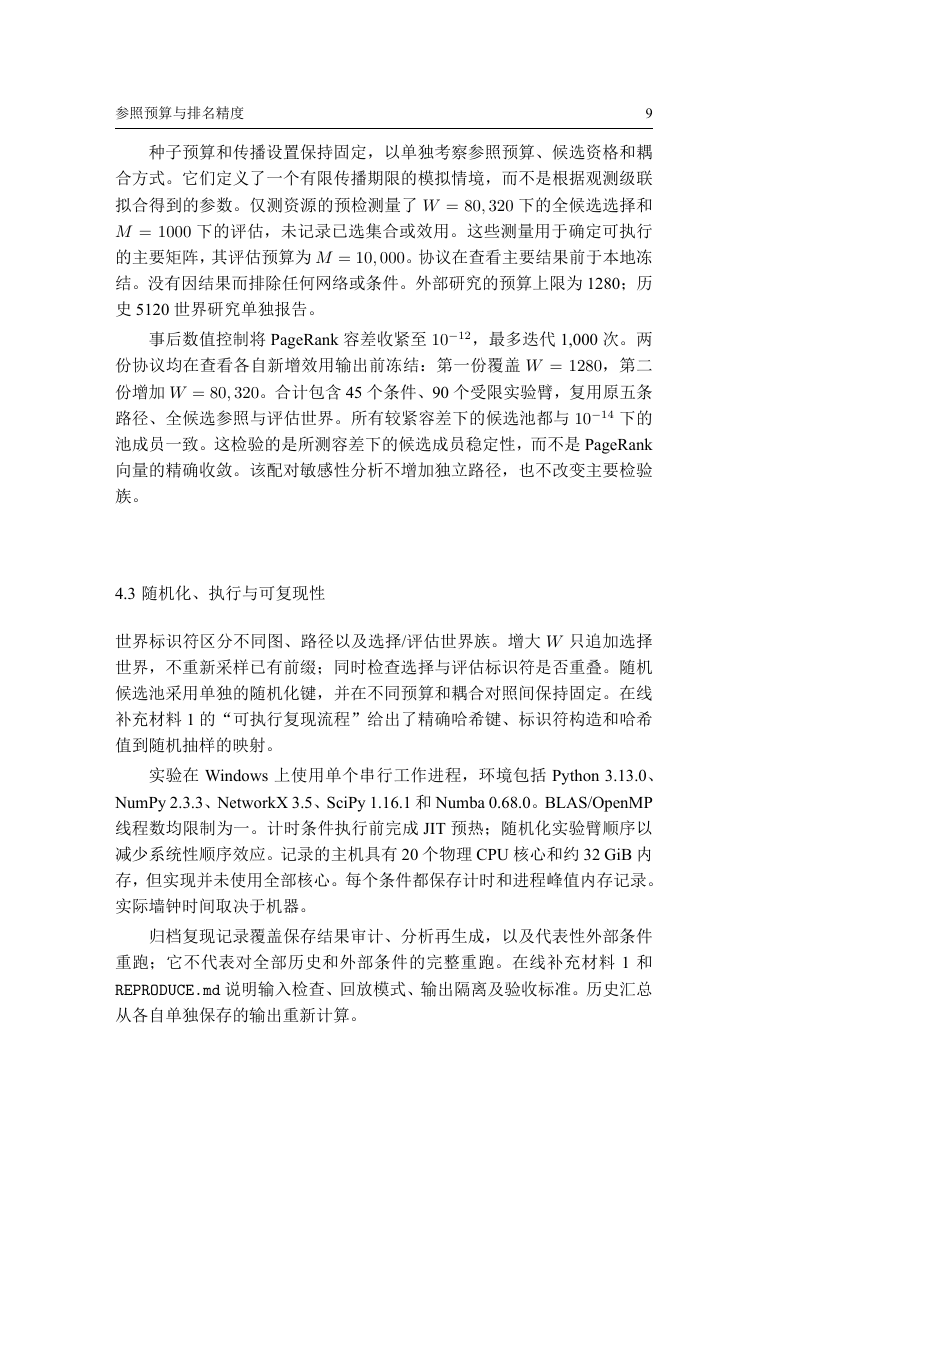 参照预算与排名精度 9
种子预算和传播设置保持固定，以单独考察参照预算、候选资格和耦
合方式。它们定义了一个有限传播期限的模拟情境，而不是根据观测级联
拟合得到的参数。仅测资源的预检测量了 W = 80,320 下的全候选选择和
M = 1000 下的评估，未记录已选集合或效用。这些测量用于确定可执行
的主要矩阵，其评估预算为 M = 10,000。协议在查看主要结果前于本地冻
结。没有因结果而排除任何网络或条件。外部研究的预算上限为 1280；历
史 5120 世界研究单独报告。
事后数值控制将 PageRank 容差收紧至 10⁻¹²，最多迭代 1,000 次。两
份协议均在查看各自新增效用输出前冻结：第一份覆盖 W = 1280，第二
份增加 W = 80,320。合计包含 45 个条件、90 个受限实验臂，复用原五条
路径、全候选参照与评估世界。所有较紧容差下的候选池都与 10⁻¹⁴ 下的
池成员一致。这检验的是所测容差下的候选成员稳定性，而不是 PageRank
向量的精确收敛。该配对敏感性分析不增加独立路径，也不改变主要检验
族。
4.3 随机化、执行与可复现性
世界标识符区分不同图、路径以及选择/评估世界族。增大 W 只追加选择
世界，不重新采样已有前缀；同时检查选择与评估标识符是否重叠。随机
候选池采用单独的随机化键，并在不同预算和耦合对照间保持固定。在线
补充材料 1 的“可执行复现流程”给出了精确哈希键、标识符构造和哈希
值到随机抽样的映射。
实验在 Windows 上使用单个串行工作进程，环境包括 Python 3.13.0、
NumPy 2.3.3、NetworkX 3.5、SciPy 1.16.1 和 Numba 0.68.0。BLAS/OpenMP
线程数均限制为一。计时条件执行前完成 JIT 预热；随机化实验臂顺序以
减少系统性顺序效应。记录的主机具有 20 个物理 CPU 核心和约 32 GiB 内
存，但实现并未使用全部核心。每个条件都保存计时和进程峰值内存记录。
实际墙钟时间取决于机器。
归档复现记录覆盖保存结果审计、分析再生成，以及代表性外部条件
重跑；它不代表对全部历史和外部条件的完整重跑。在线补充材料 1 和
REPRODUCE.md 说明输入检查、回放模式、输出隔离及验收标准。历史汇总
从各自单独保存的输出重新计算。